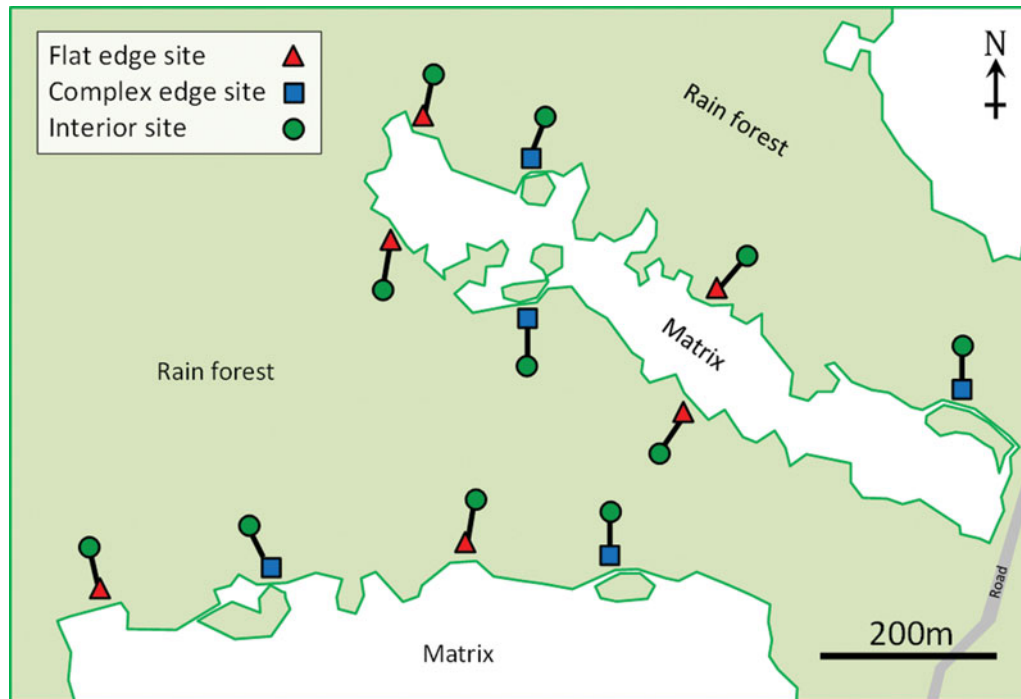 Flat edge site
Complex edge site
Interior site
N
Rain forest
Matrix
Rain forest
Road
200m
Matrix